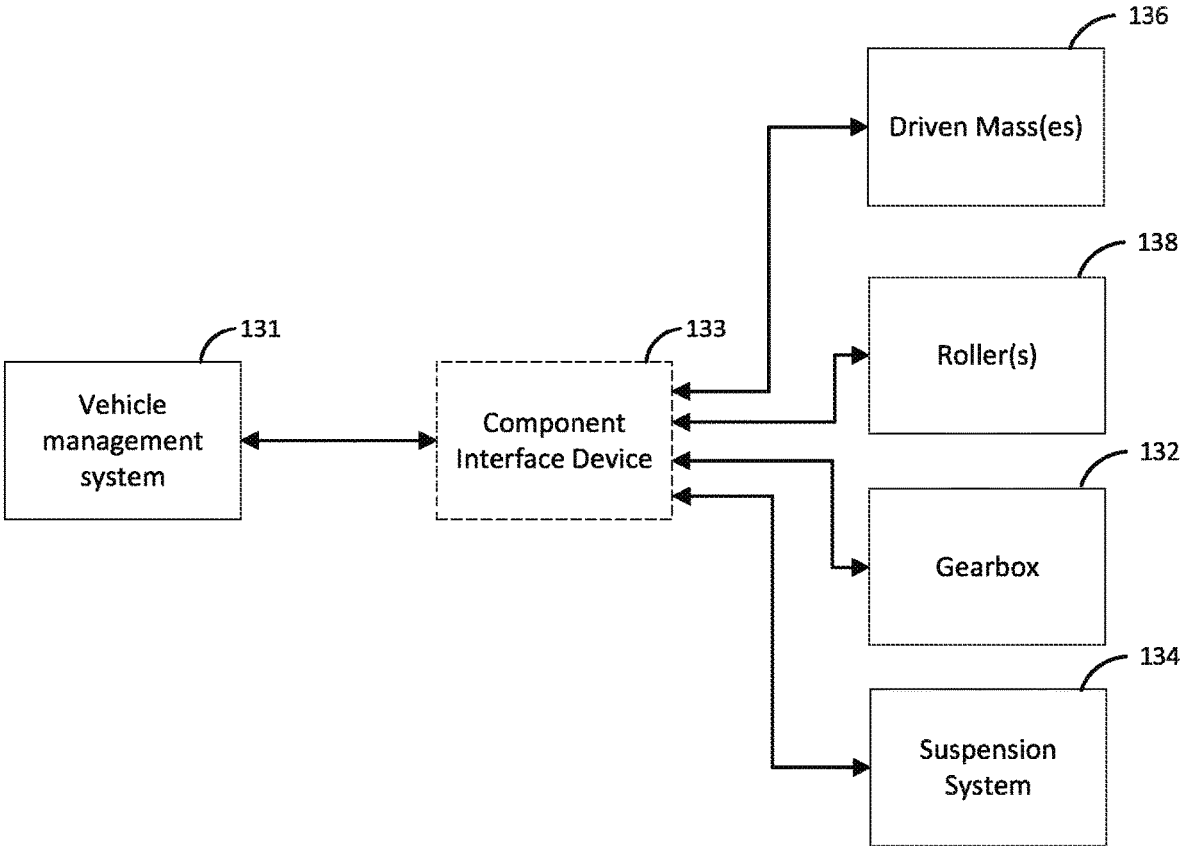 136
Driven Mass(es)
138
Roller(s)
131
Vehicle
management
system
133
Component
Interface Device
132
Gearbox
134
Suspension
System